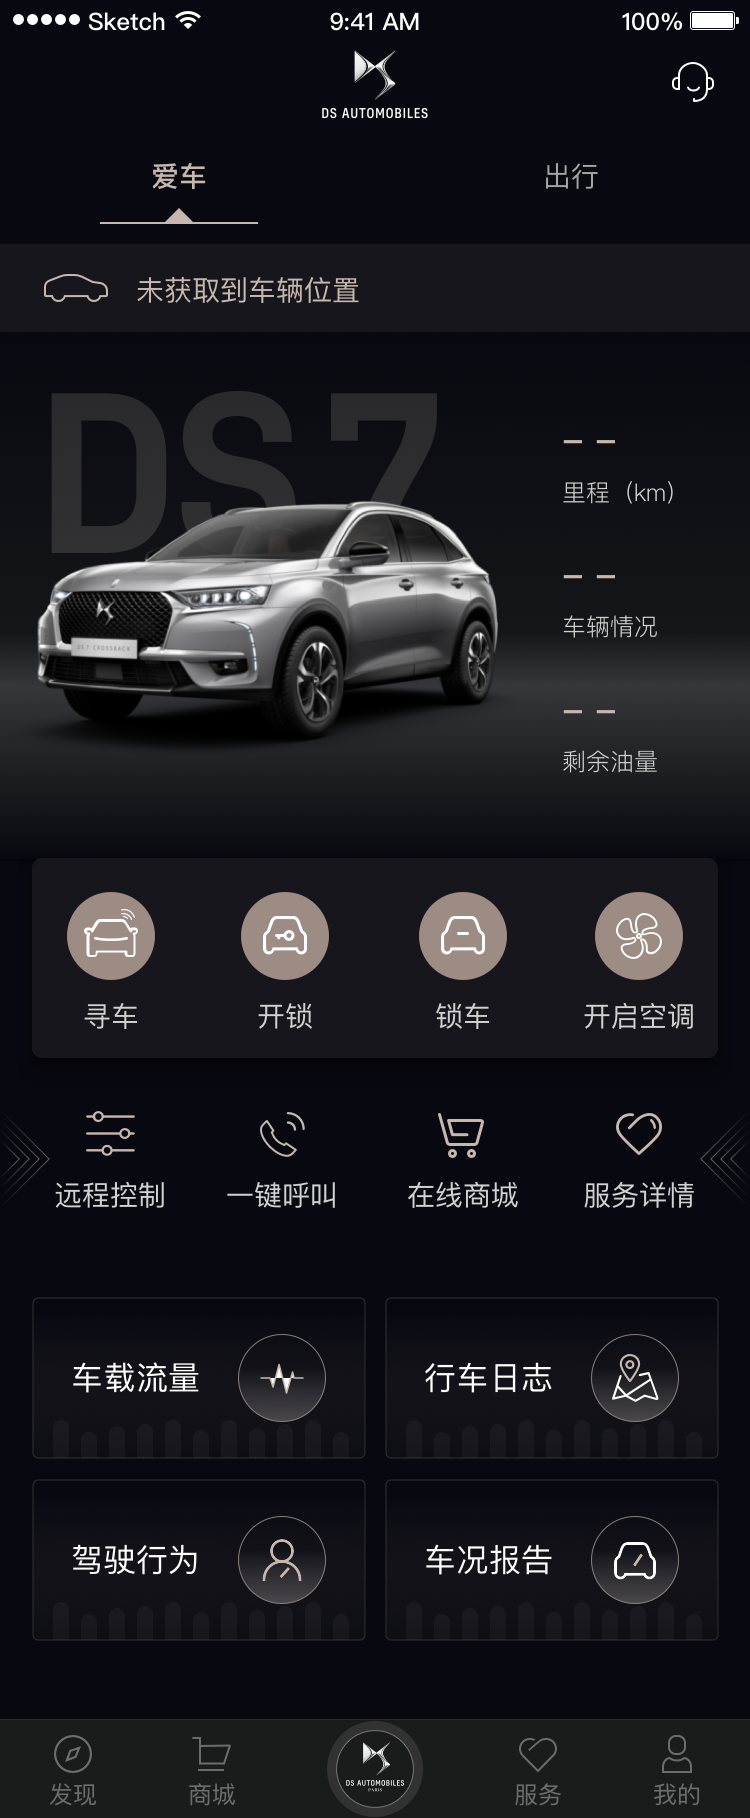 Sketch 9:41 AM 100%
DS AUTOMOBILES
爱车 出行
未获取到车辆位置
DS 7
– –
里程（km）
– –
车辆情况
DS 7 CROSSBACK
– –
剩余油量
寻车 开锁 锁车 开启空调
远程控制 一键呼叫 在线商城 服务详情
车载流量 行车日志
驾驶行为 车况报告
DS AUTOMOBILES
PARIS
发现 商城 服务 我的